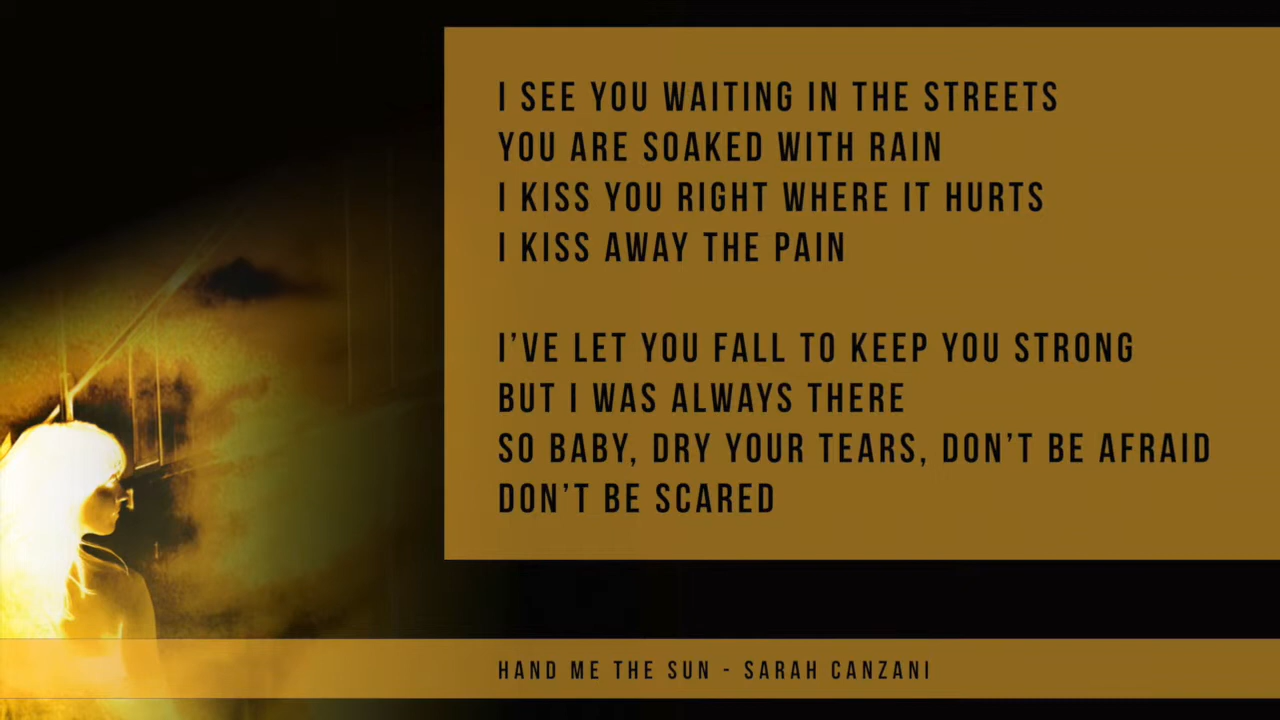 I SEE YOU WAITING IN THE STREETS
YOU ARE SOAKED WITH RAIN
I KISS YOU RIGHT WHERE IT HURTS
I KISS AWAY THE PAIN
I’VE LET YOU FALL TO KEEP YOU STRONG
BUT I WAS ALWAYS THERE
SO BABY, DRY YOUR TEARS, DON’T BE AFRAID
DON’T BE SCARED
HAND ME THE SUN - SARAH CANZANI